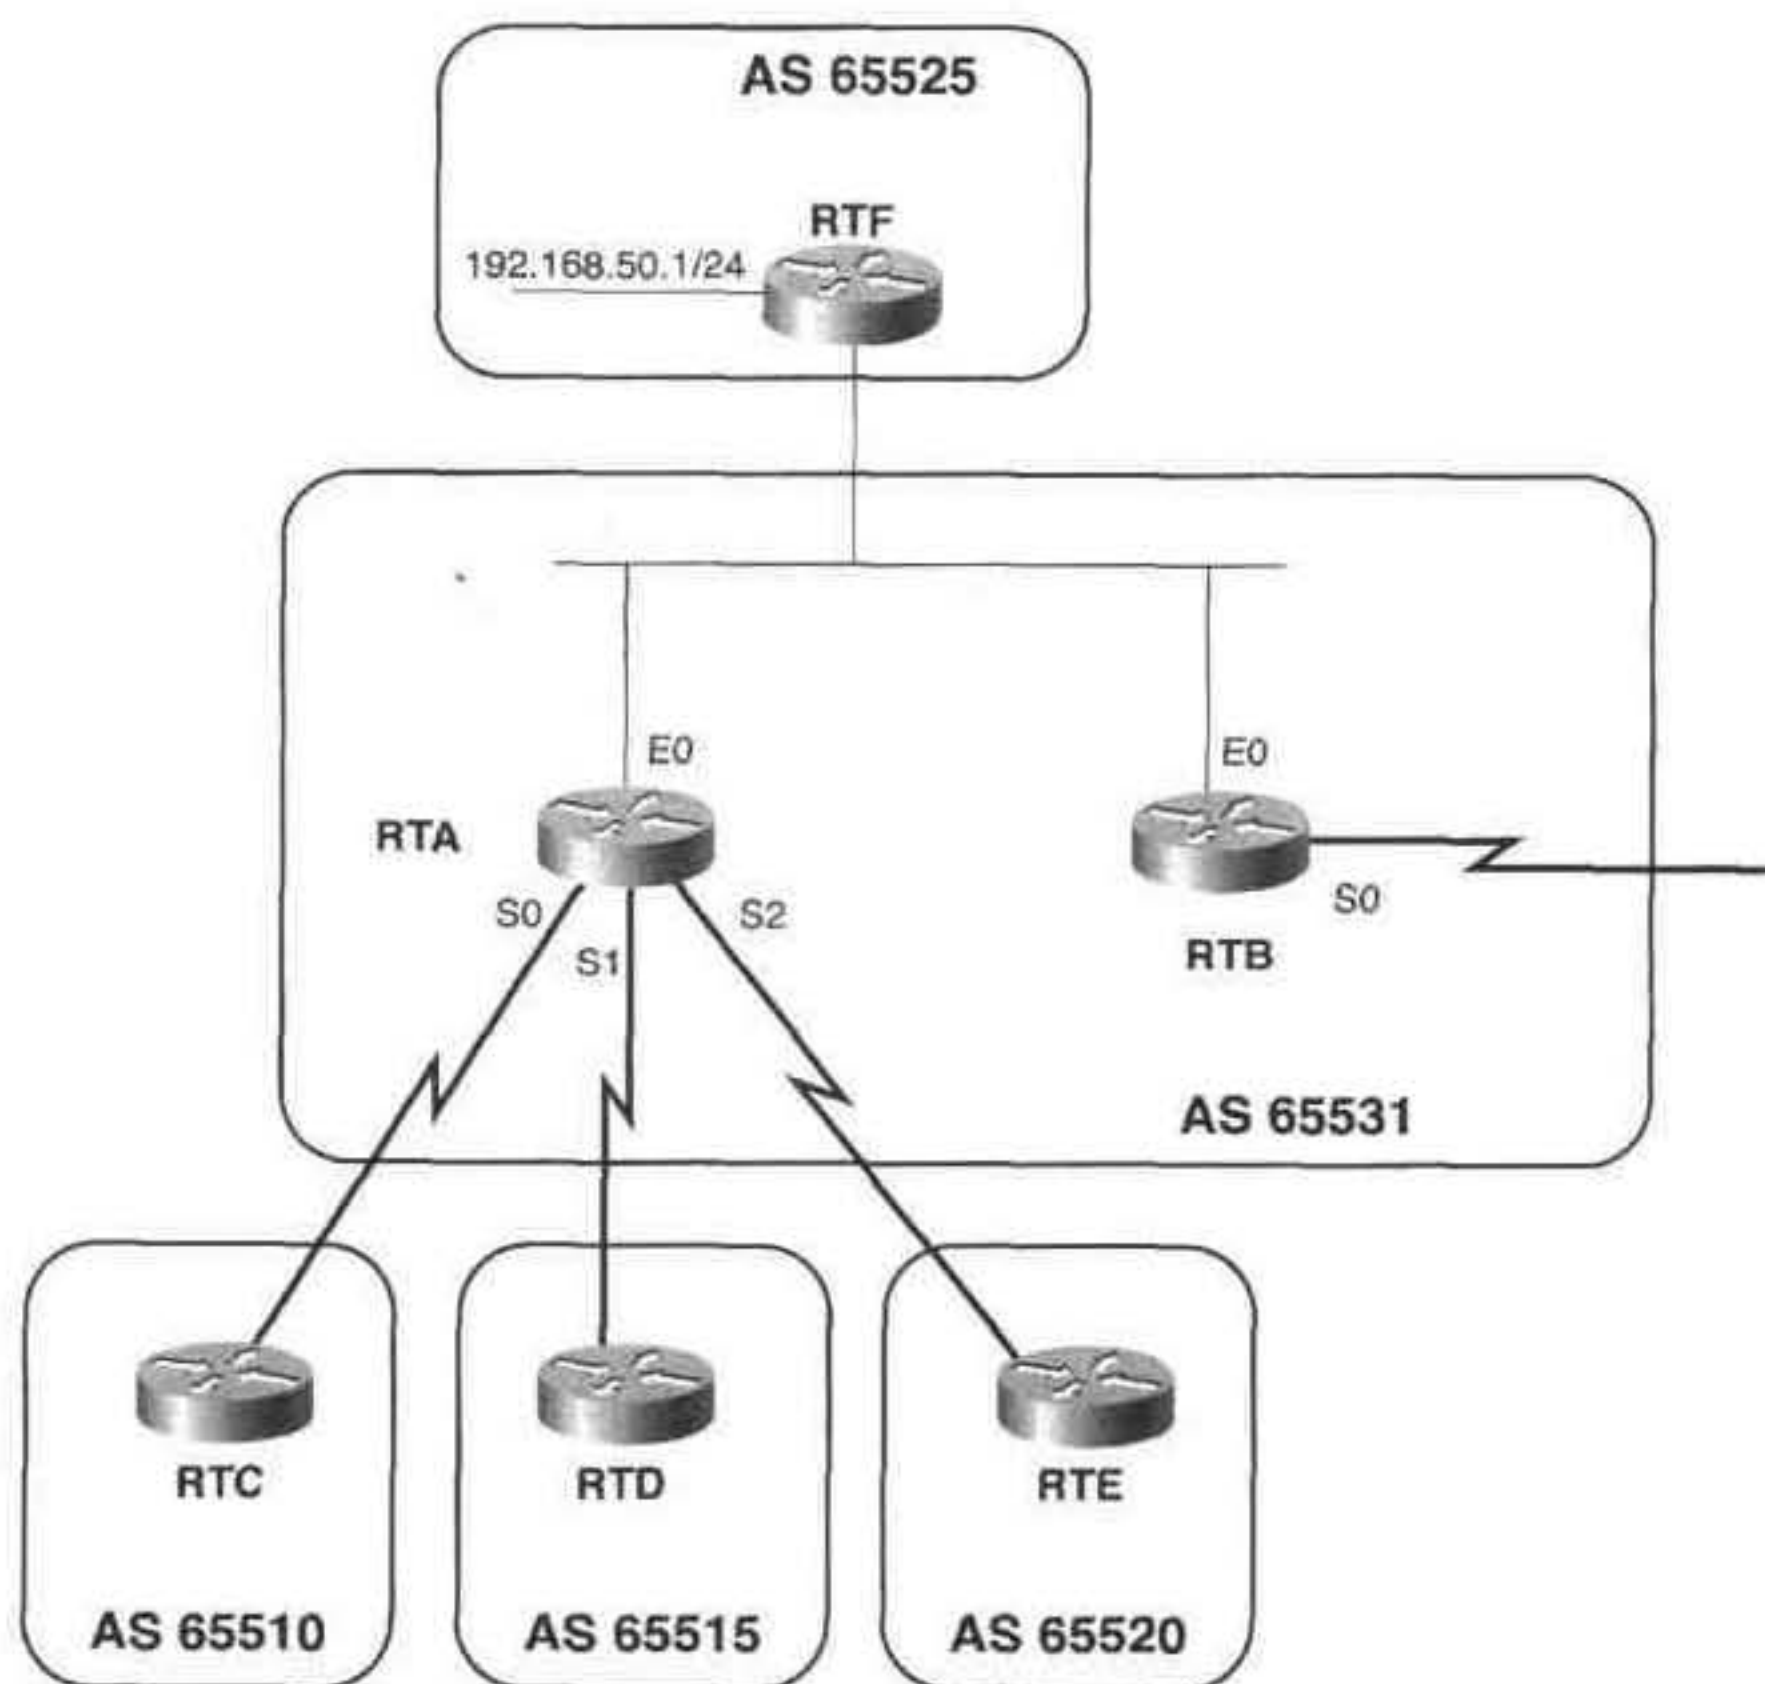 AS 65525
RTF
192.168.50.1/24
E0
E0
RTA
S0
S1
S2
S0
RTB
AS 65531
RTC
RTD
RTE
AS 65510
AS 65515
AS 65520